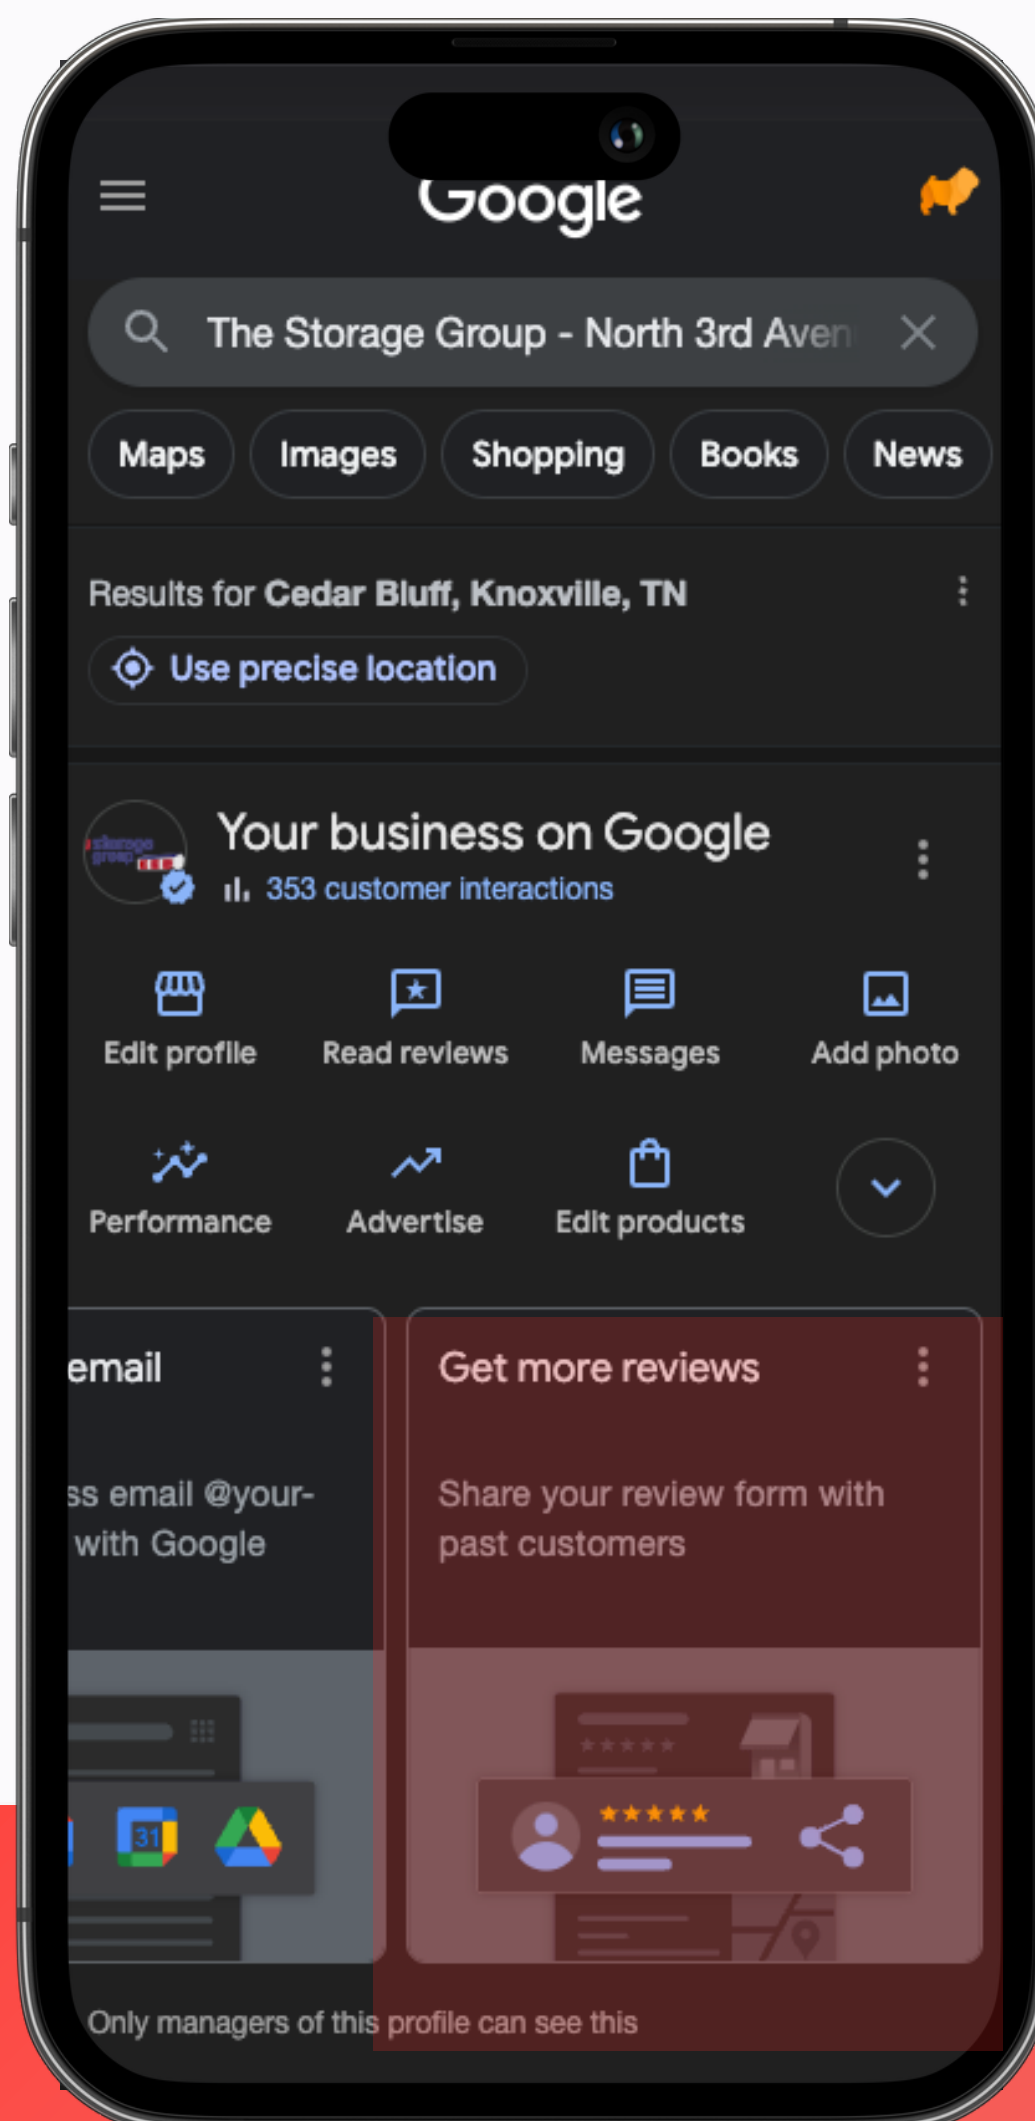 Google
The Storage Group - North 3rd Aven
Maps Images Shopping Books News
Results for Cedar Bluff, Knoxville, TN
Use precise location
storage
group
Your business on Google
353 customer interactions
Edit profile Read reviews Messages Add photo
Performance Advertise Edit products
email
ss email @your-
with Google
31
Get more reviews
Share your review form with
past customers
Only managers of this profile can see this